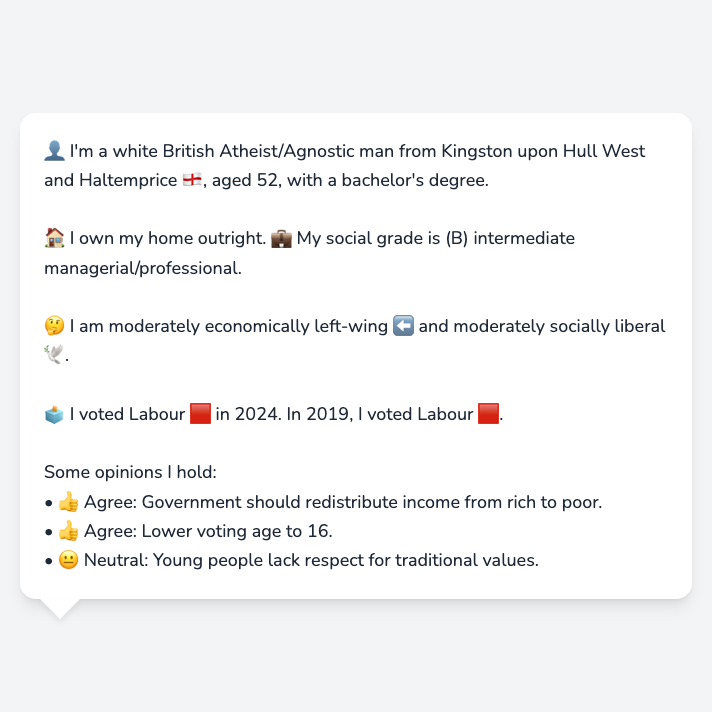 👤 I'm a white British Atheist/Agnostic man from Kingston upon Hull West
and Haltemprice 🏴󠁧󠁢󠁥󠁮󠁧󠁿, aged 52, with a bachelor's degree.
🏠 I own my home outright. 💼 My social grade is (B) intermediate
managerial/professional.
🤔 I am moderately economically left-wing ⬅️ and moderately socially liberal
🕊️.
🗳️ I voted Labour 🟥 in 2024. In 2019, I voted Labour 🟥.
Some opinions I hold:
• 👍 Agree: Government should redistribute income from rich to poor.
• 👍 Agree: Lower voting age to 16.
• 😐 Neutral: Young people lack respect for traditional values.